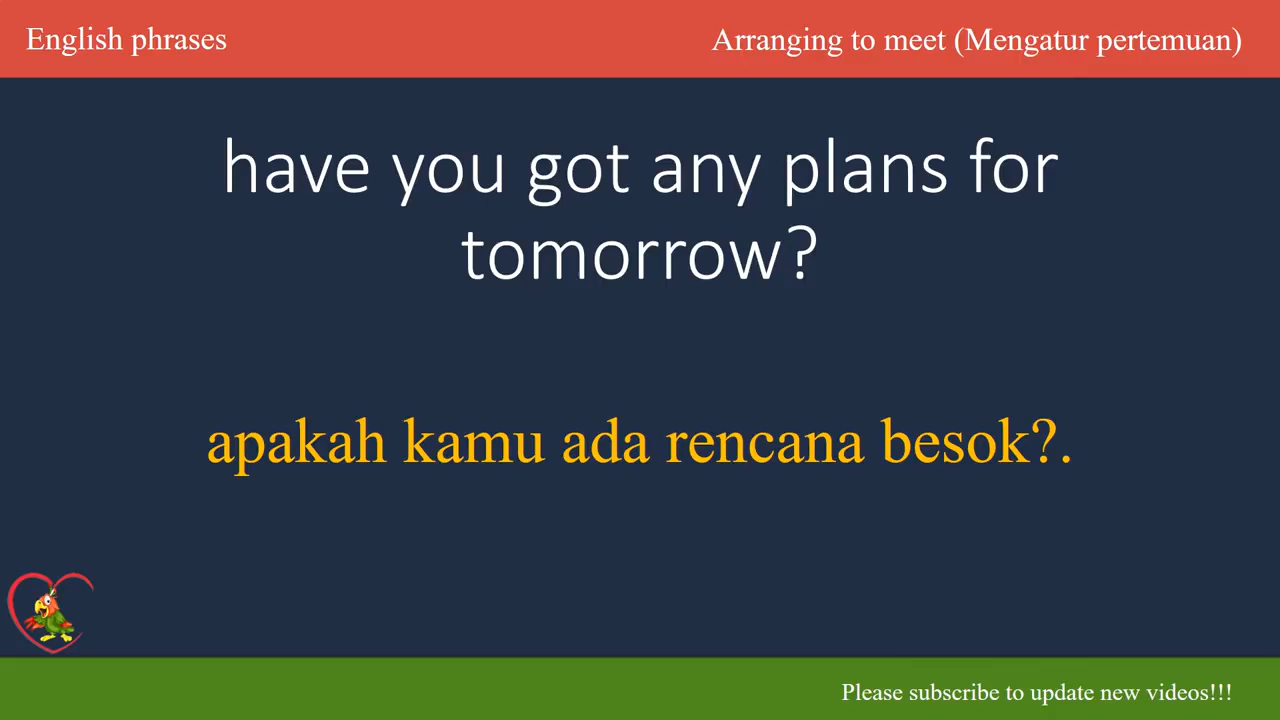 English phrases
Arranging to meet (Mengatur pertemuan)
have you got any plans for
tomorrow?
apakah kamu ada rencana besok?.
Please subscribe to update new videos!!!